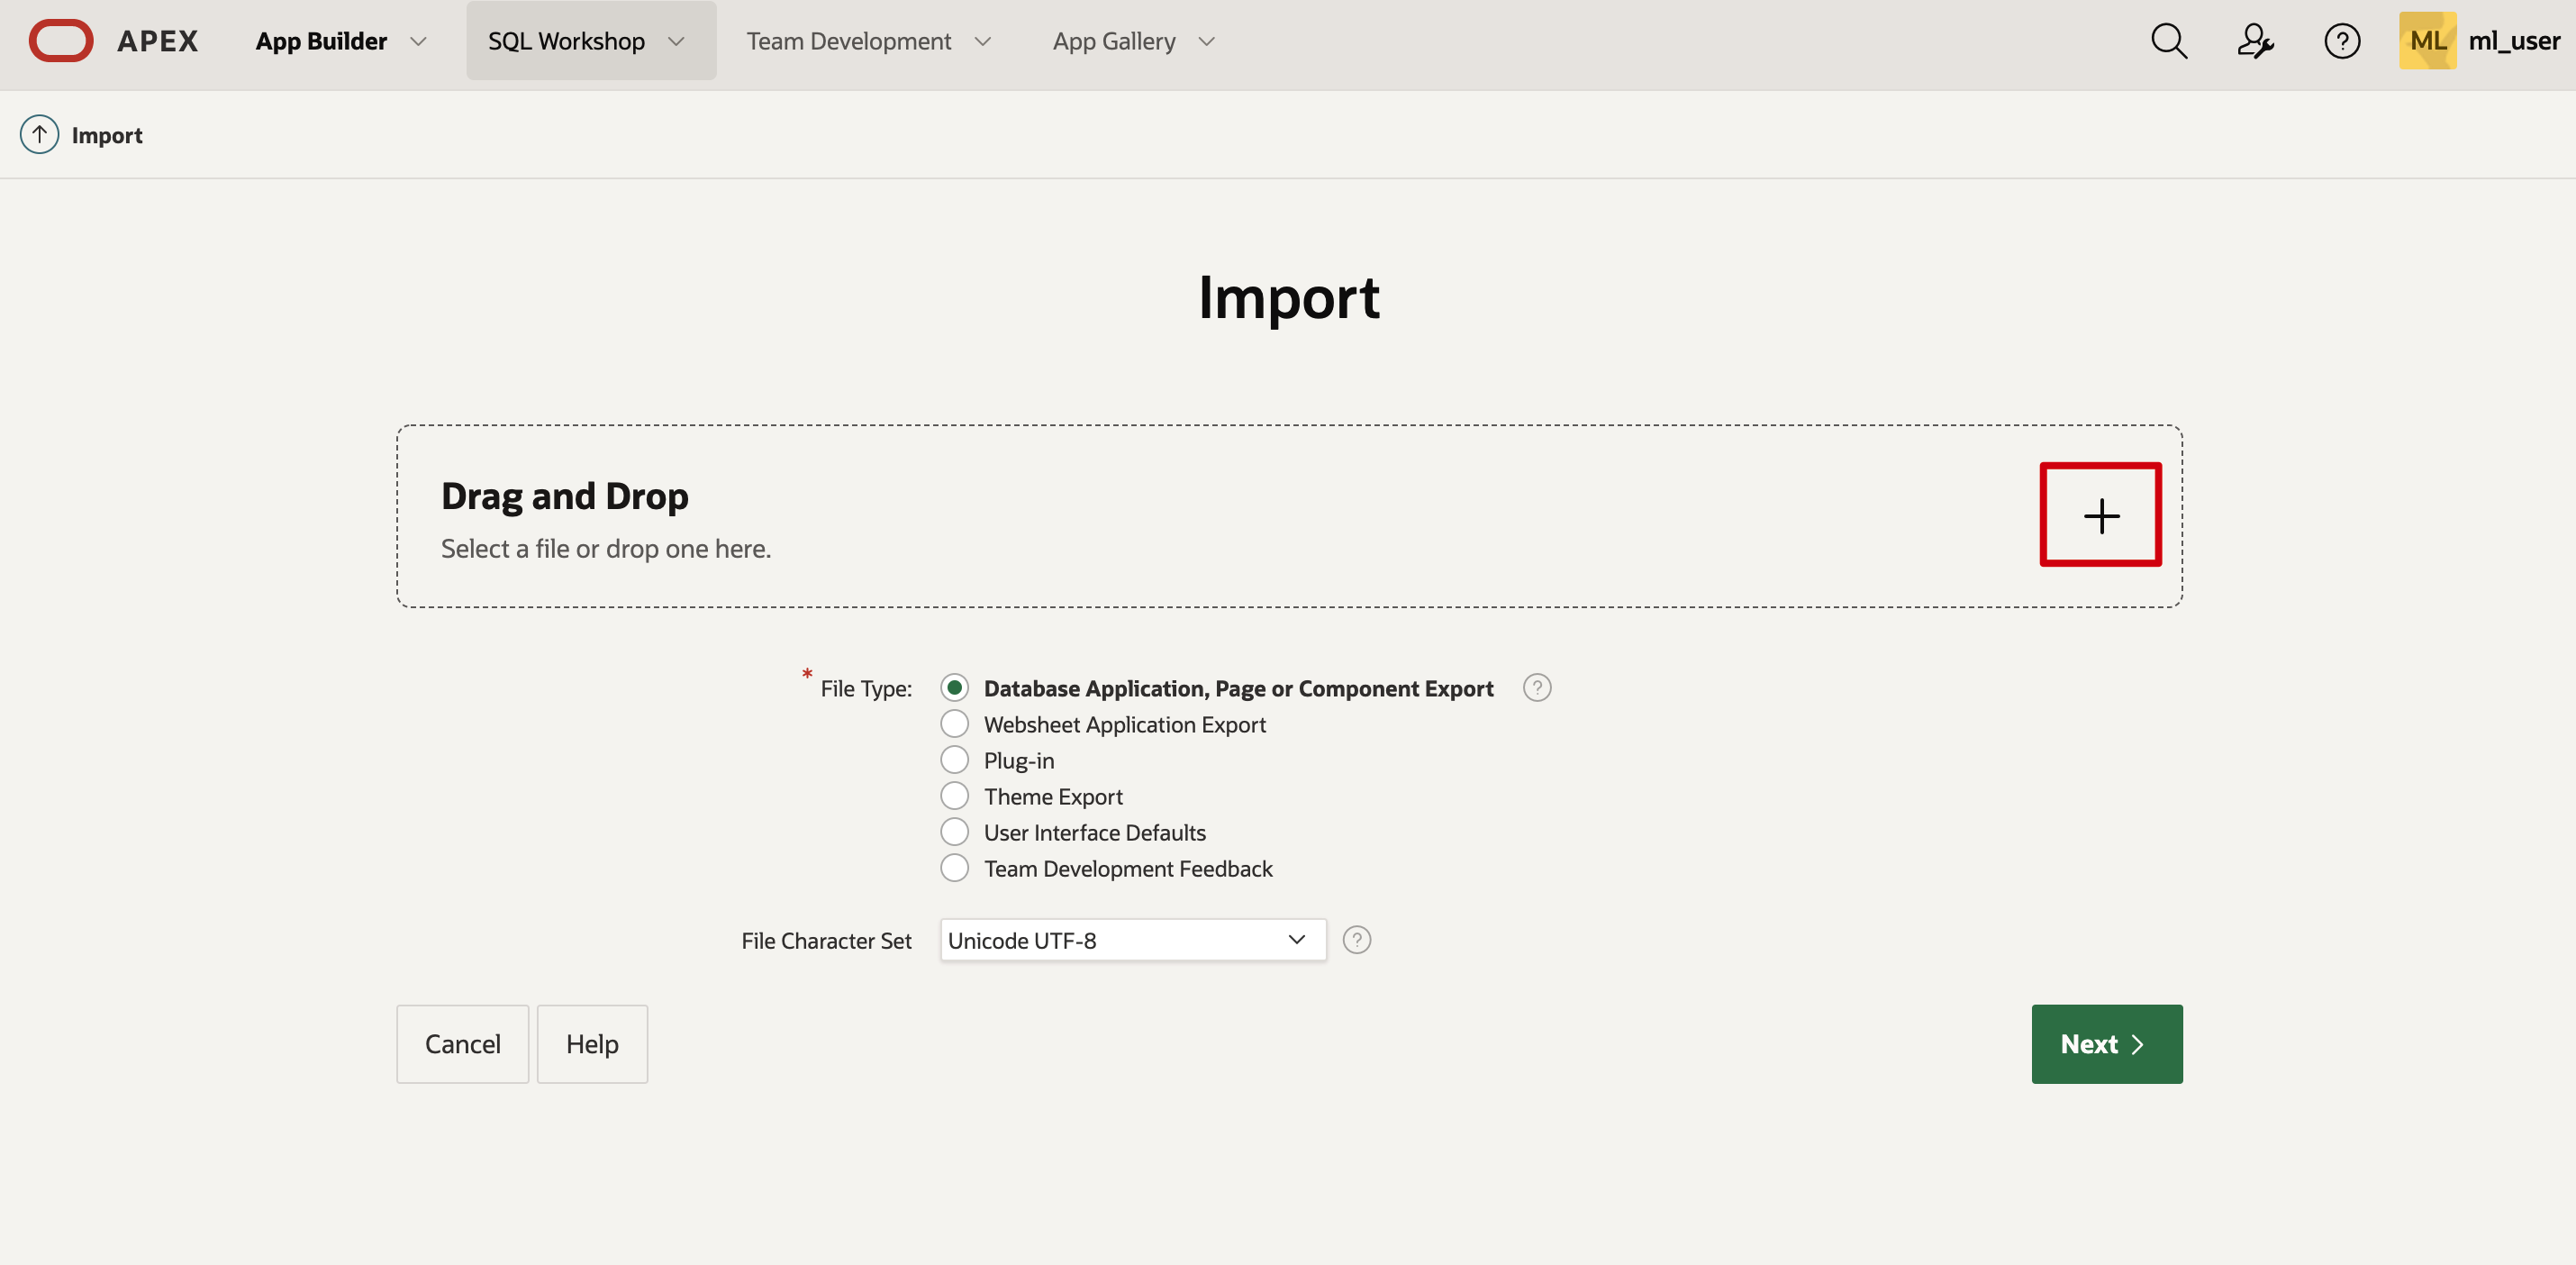 APEX App Builder SQL Workshop Team Development App Gallery ? ML ml_user
Import
Import
Drag and Drop
Select a file or drop one here.
* File Type: Database Application, Page or Component Export ?
Websheet Application Export
Plug-in
Theme Export
User Interface Defaults
Team Development Feedback
File Character Set Unicode UTF-8 ?
Cancel Help Next